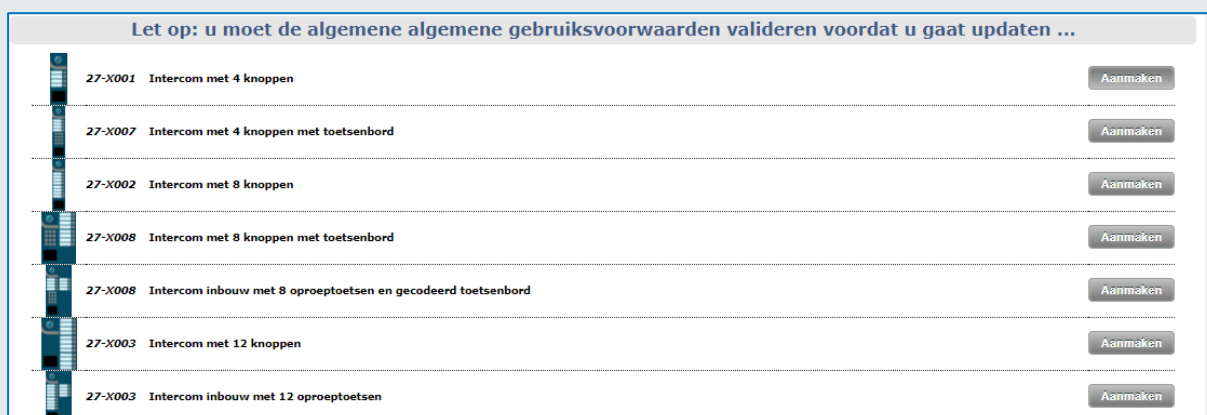 Let op: u moet de algemene algemene gebruiksvoorwaarden valideren voordat u gaat updaten ...
27-X001 Intercom met 4 knoppen Aanmaken
27-X007 Intercom met 4 knoppen met toetsenbord Aanmaken
27-X002 Intercom met 8 knoppen Aanmaken
27-X008 Intercom met 8 knoppen met toetsenbord Aanmaken
27-X008 Intercom inbouw met 8 oproeptoetsen en gecodeerd toetsenbord Aanmaken
27-X003 Intercom met 12 knoppen Aanmaken
27-X003 Intercom inbouw met 12 oproeptoetsen Aanmaken